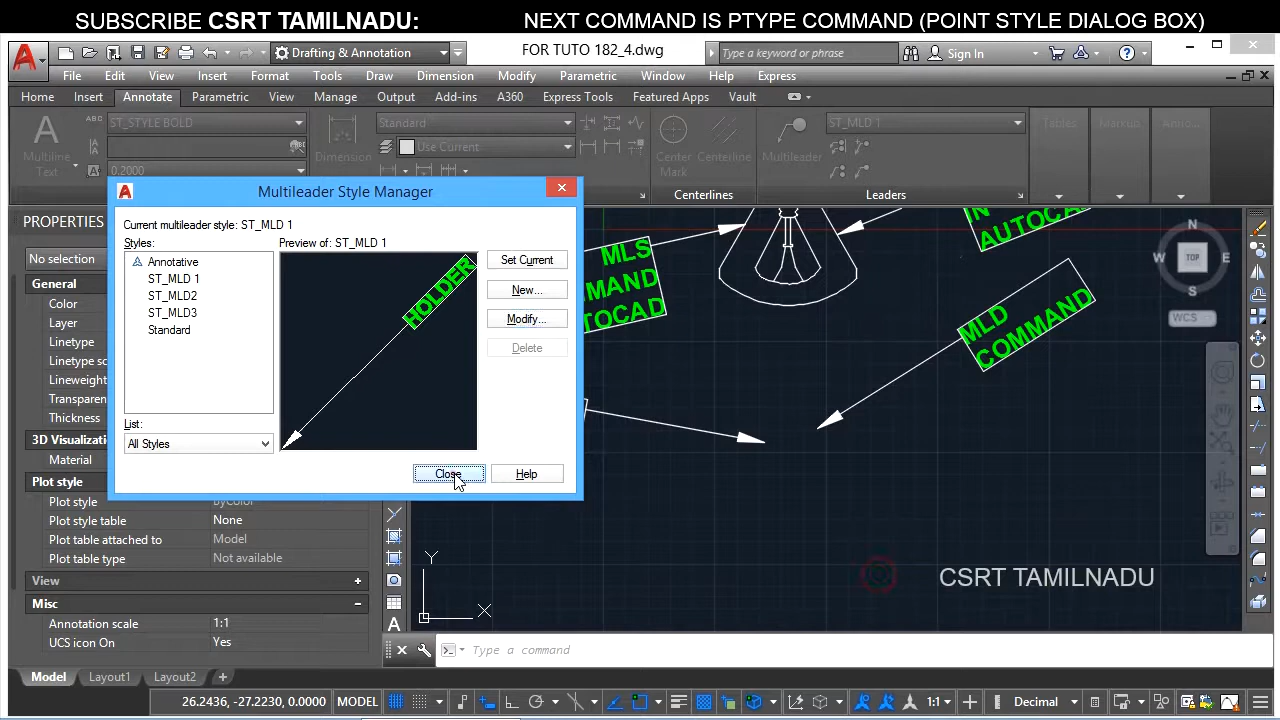 SUBSCRIBE CSRT TAMILNADU: NEXT COMMAND IS PTYPE COMMAND (POINT STYLE DIALOG BOX)
Drafting & Annotation FOR TUTO 182_4.dwg Type a keyword or phrase Sign In
File Edit View Insert Format Tools Draw Dimension Modify Parametric Window Help Express
Home Insert Annotate Parametric View Manage Output Add-ins A360 Express Tools Featured Apps Vault
ST_STYLE BOLD Standard ST_MLD 1
Multiline Text Dimension Use Current Center Mark Centerline Multileader Tables Markup Anno...
0.2000
Centerlines Leaders
Multileader Style Manager
PROPERTIES
No selection
General
Color
Layer
Linetype
Linetype sc
Lineweight
Transparen
Thickness
3D Visualizatio
Material
Plot style
Plot style ByColor
Plot style table None
Plot table attached to Model
Plot table type Not available
View
Misc
Annotation scale 1:1
UCS icon On Yes
Current multileader style: ST_MLD 1
Styles: Preview of: ST_MLD 1
Annotative
ST_MLD 1
ST_MLD2
ST_MLD3
Standard
HOLDER
Set Current
New...
Modify...
Delete
List:
All Styles
Close Help
MLS
MMAND
TOCAD
IN
AUTOCAD
MLD
COMMAND
N
W TOP E
S
WCS
Y
X
CSRT TAMILNADU
Type a command
Model Layout1 Layout2 +
26.2436, -27.2230, 0.0000 MODEL 1:1 Decimal